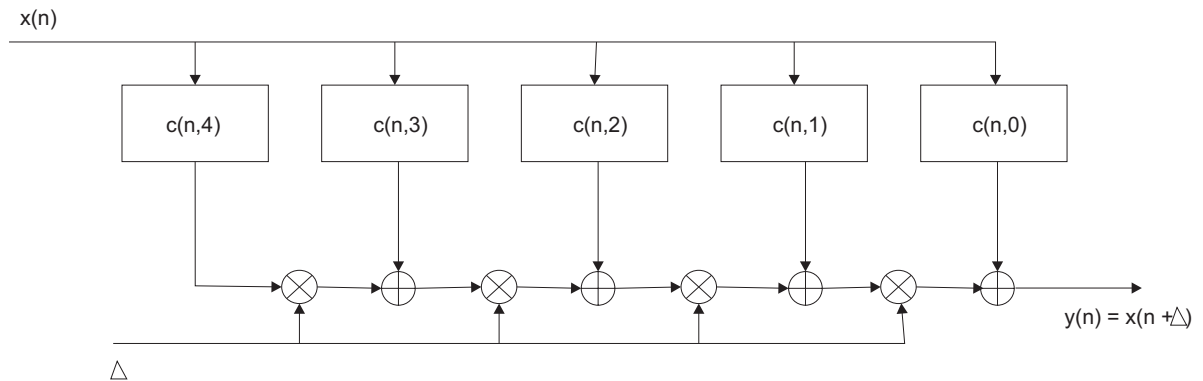 x(n)
c(n,4) c(n,3) c(n,2) c(n,1) c(n,0)
y(n) = x(n +△)
△